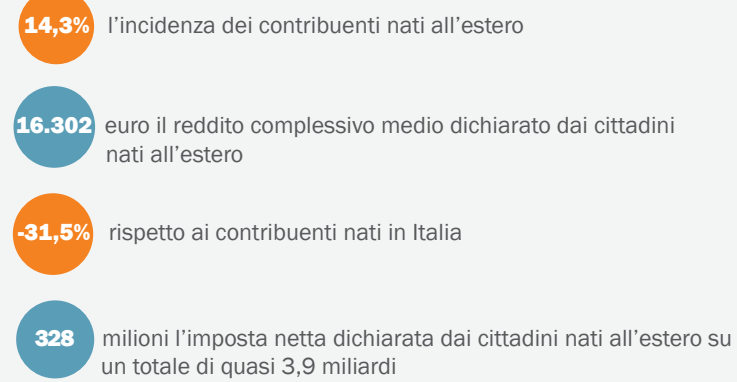 14,3% l'incidenza dei contribuenti nati all'estero
16.302 euro il reddito complessivo medio dichiarato dai cittadini
nati all'estero
-31,5% rispetto ai contribuenti nati in Italia
328 milioni l'imposta netta dichiarata dai cittadini nati all'estero su
un totale di quasi 3,9 miliardi